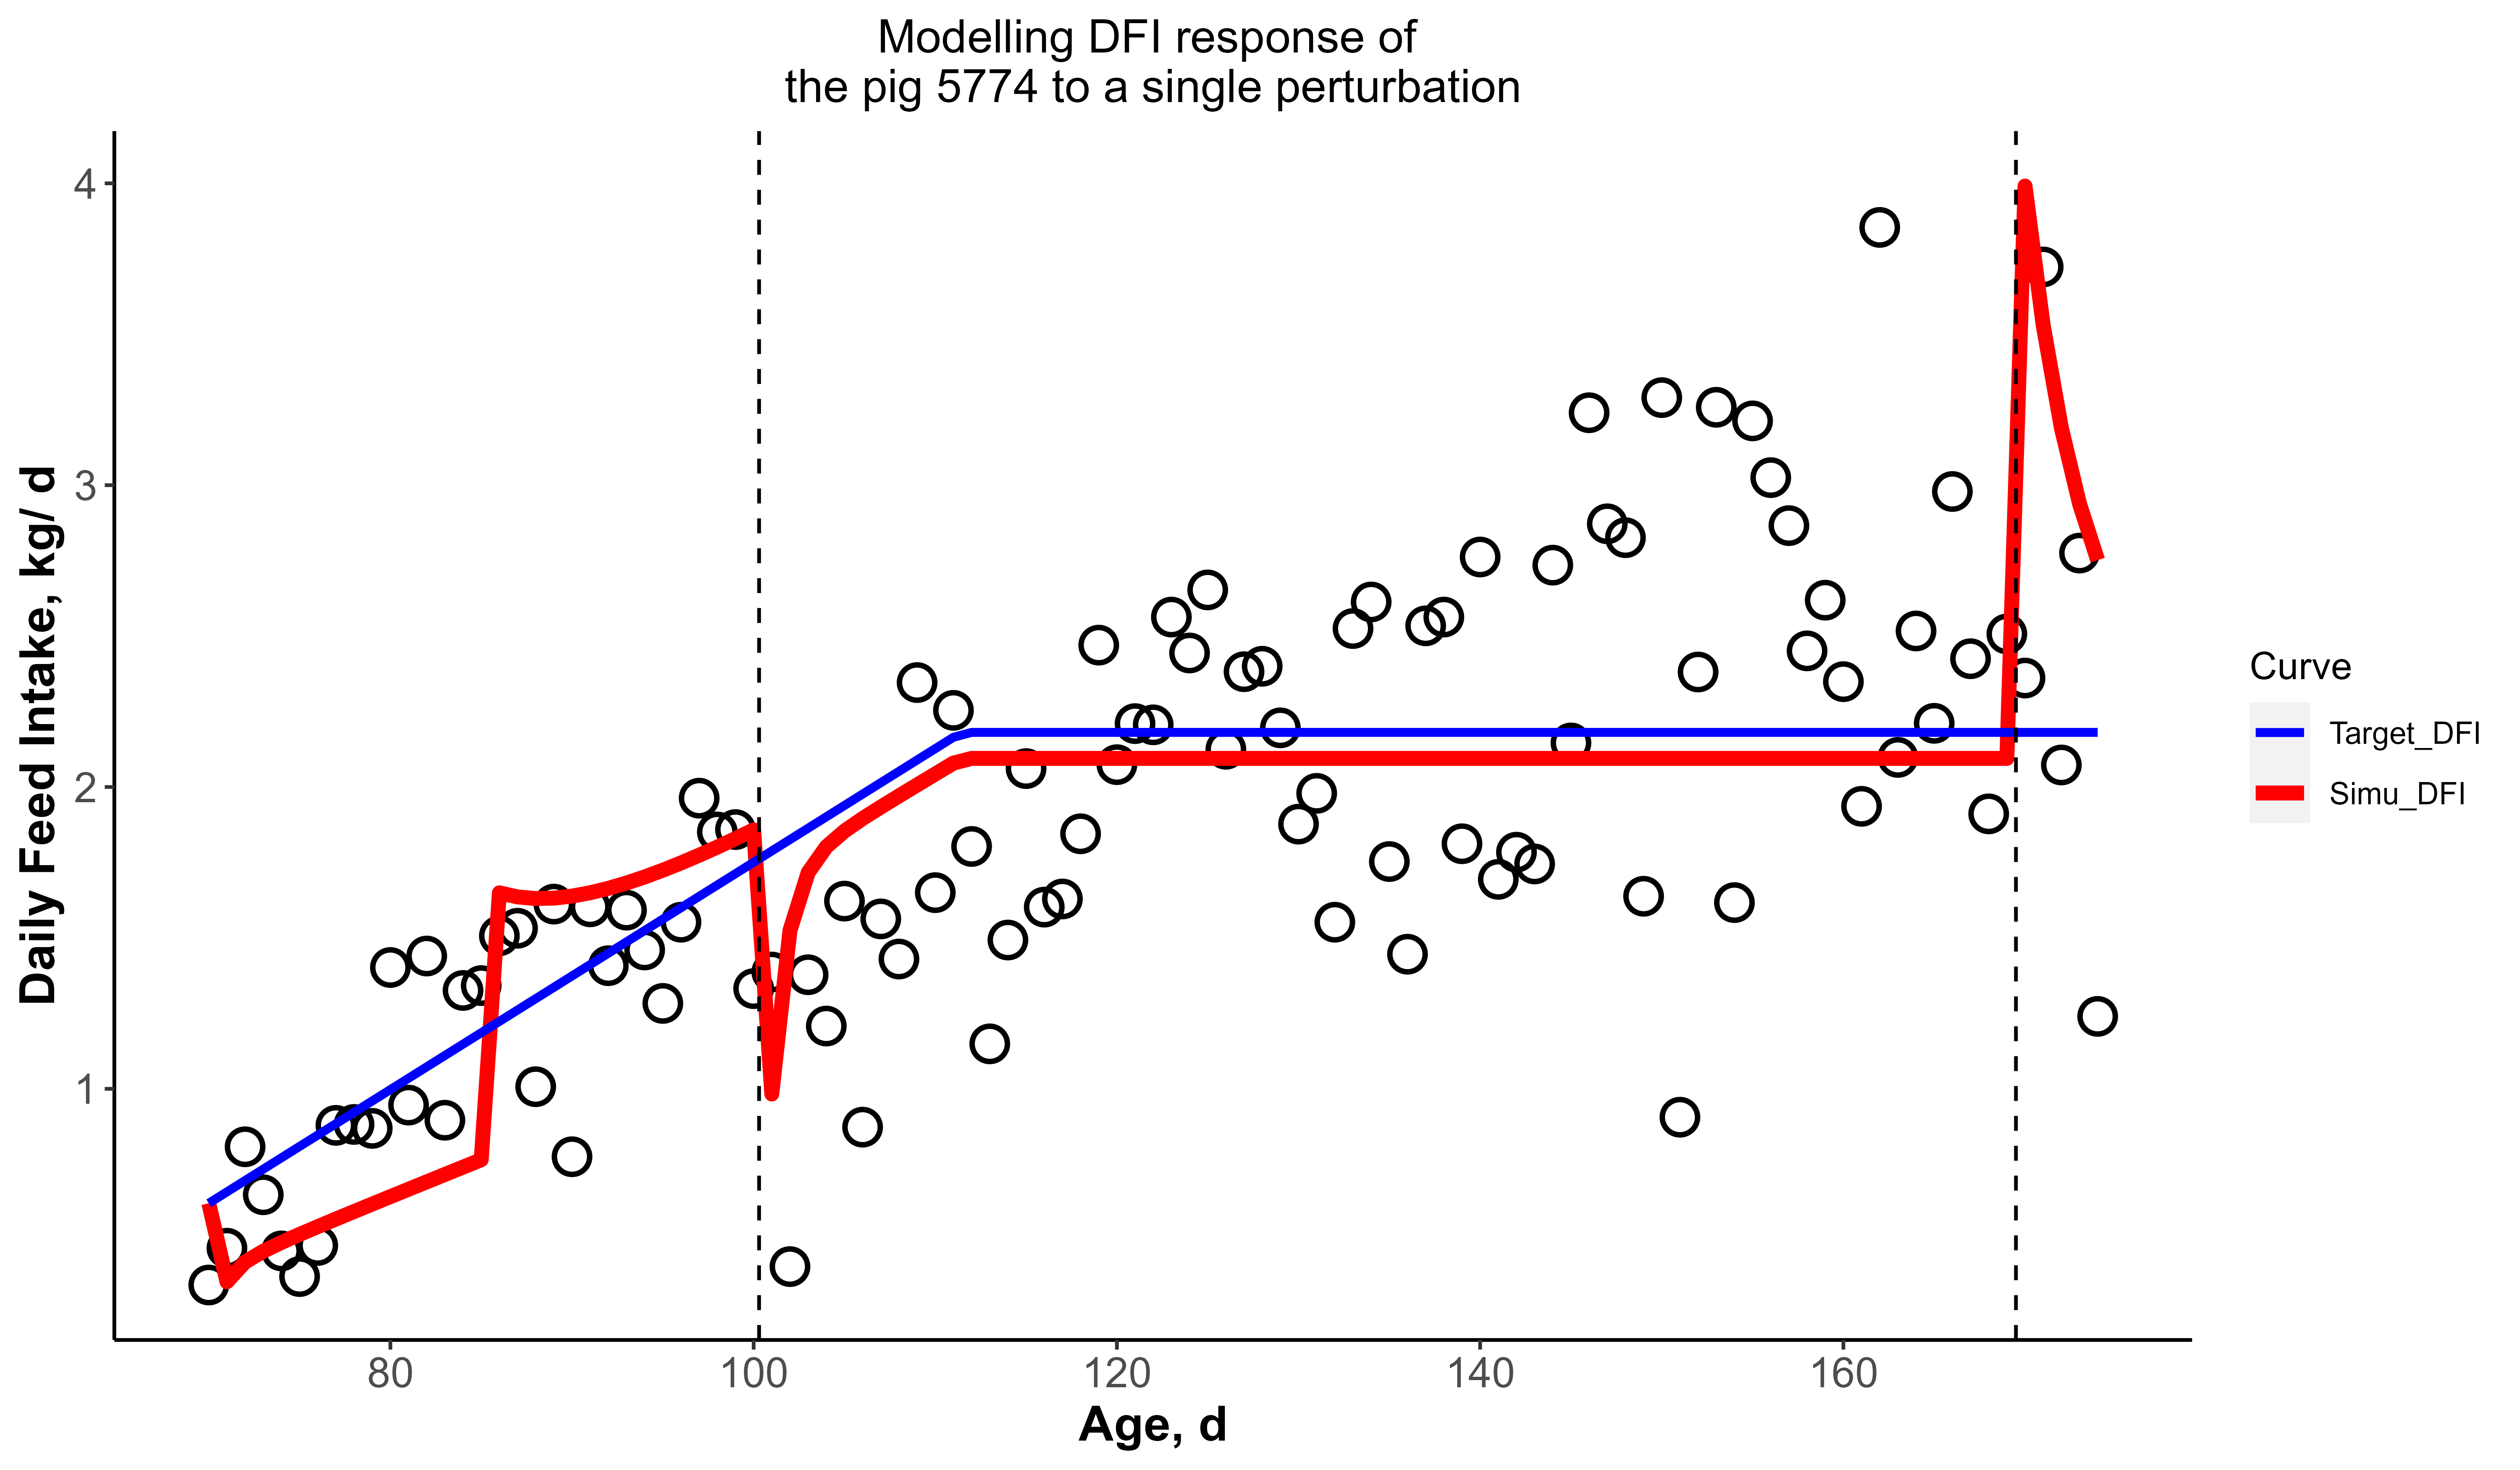 Modelling DFI response of
the pig 5774 to a single perturbation
Daily Feed Intake, kg/ d
4
3
2
1
80 100 120 140 160
Age, d
Curve
Target_DFI
Simu_DFI